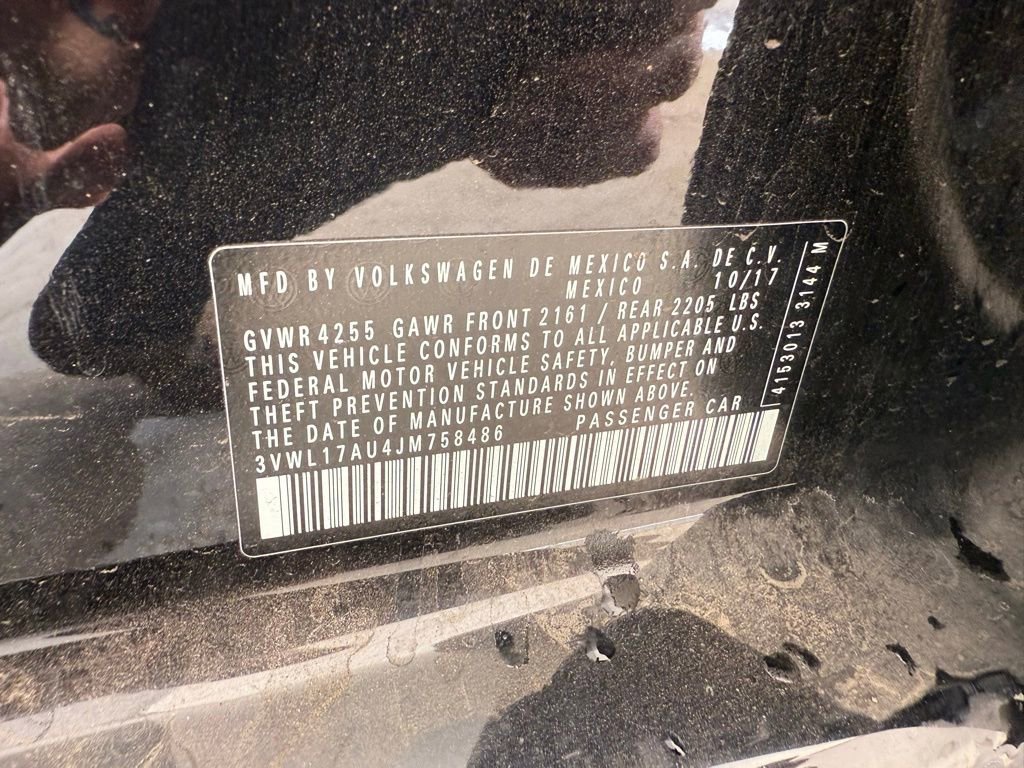 MFD BY VOLKSWAGEN DE MEXICO S.A. DE C.V.
MEXICO 10/17
GVWR 4255 GAWR FRONT 2161 / REAR 2205 LBS
THIS VEHICLE CONFORMS TO ALL APPLICABLE U.S.
FEDERAL MOTOR VEHICLE SAFETY, BUMPER AND
THEFT PREVENTION STANDARDS IN EFFECT ON
THE DATE OF MANUFACTURE SHOWN ABOVE.
3VWL17AU4JM758486 PASSENGER CAR
4153013 3144 M